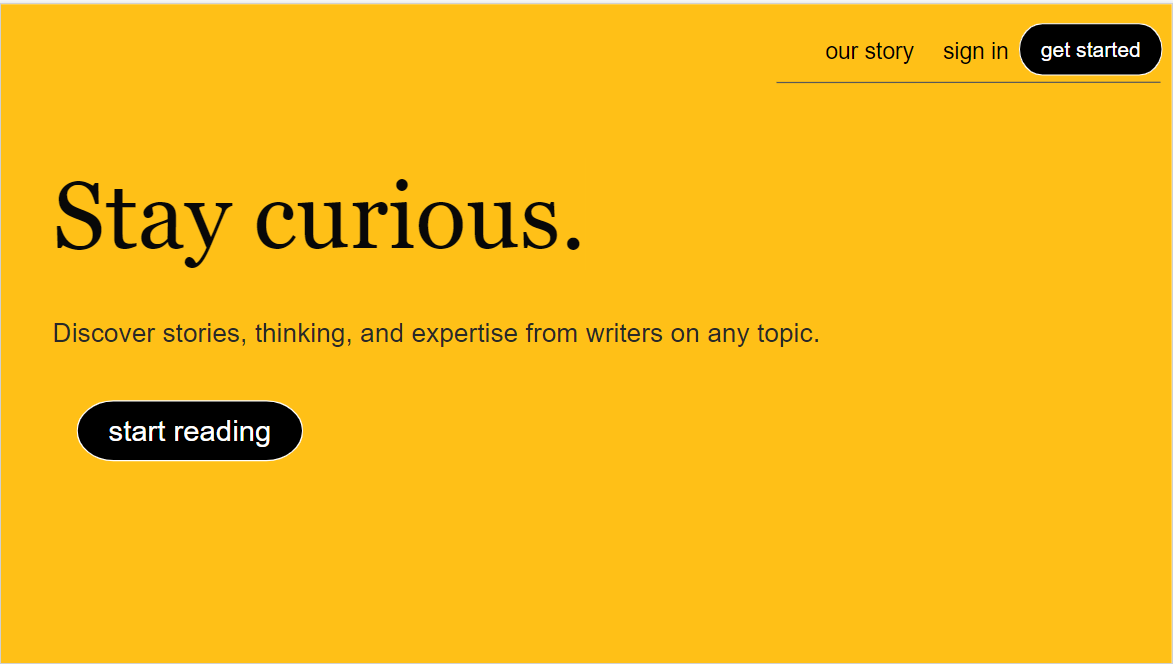 our story sign in get started
Stay curious.
Discover stories, thinking, and expertise from writers on any topic.
start reading